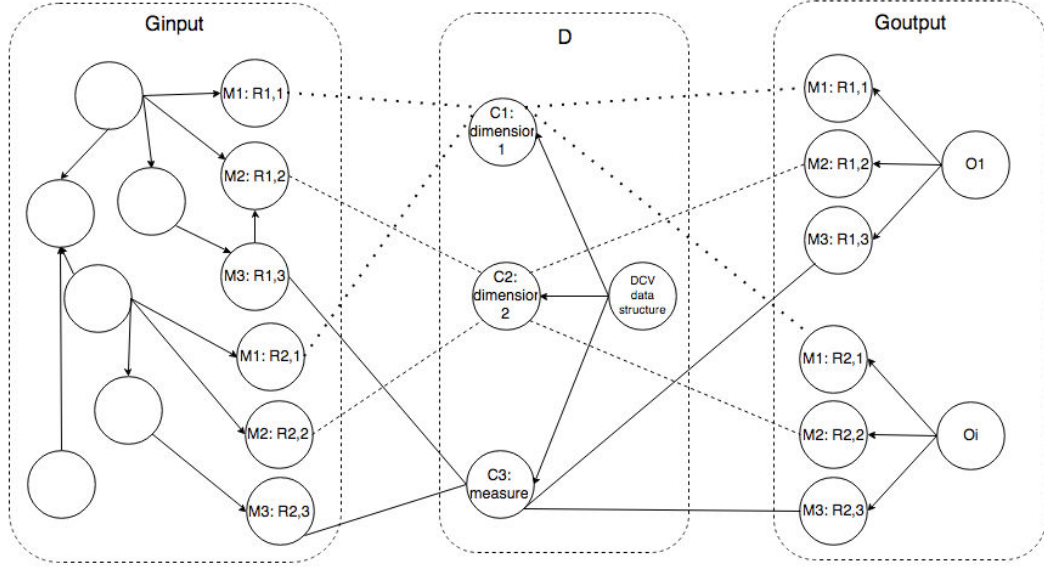 Ginput
M1: R1,1
M2: R1,2
M3: R1,3
M1: R2,1
M2: R2,2
M3: R2,3
D
C1:
dimension
1
C2:
dimension
2
DCV
data
structure
C3:
measure
Goutput
M1: R1,1
M2: R1,2
M3: R1,3
O1
M1: R2,1
M2: R2,2
M3: R2,3
Oi